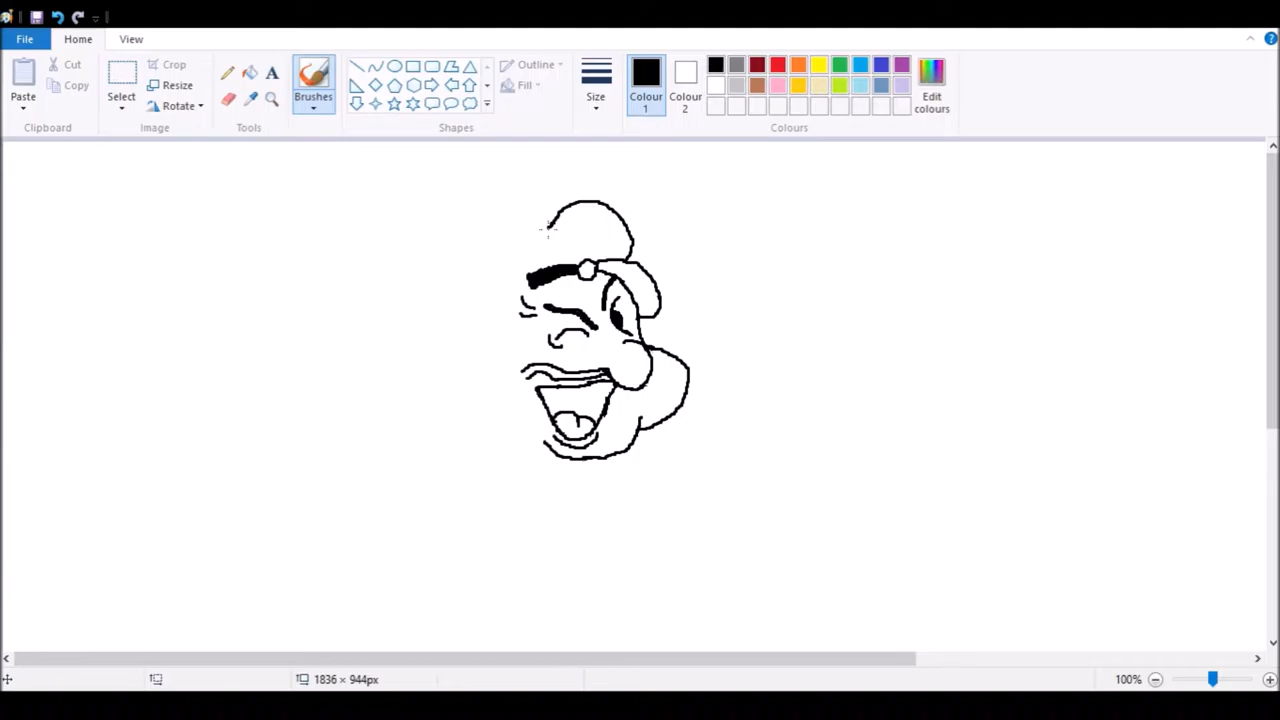 File Home View
Paste Cut Copy Clipboard
Select Crop Resize Rotate Image
A Tools
Brushes
Outline Fill Shapes
Size
Colour 1 Colour 2 Edit colours Colours
1836 × 944px 100%